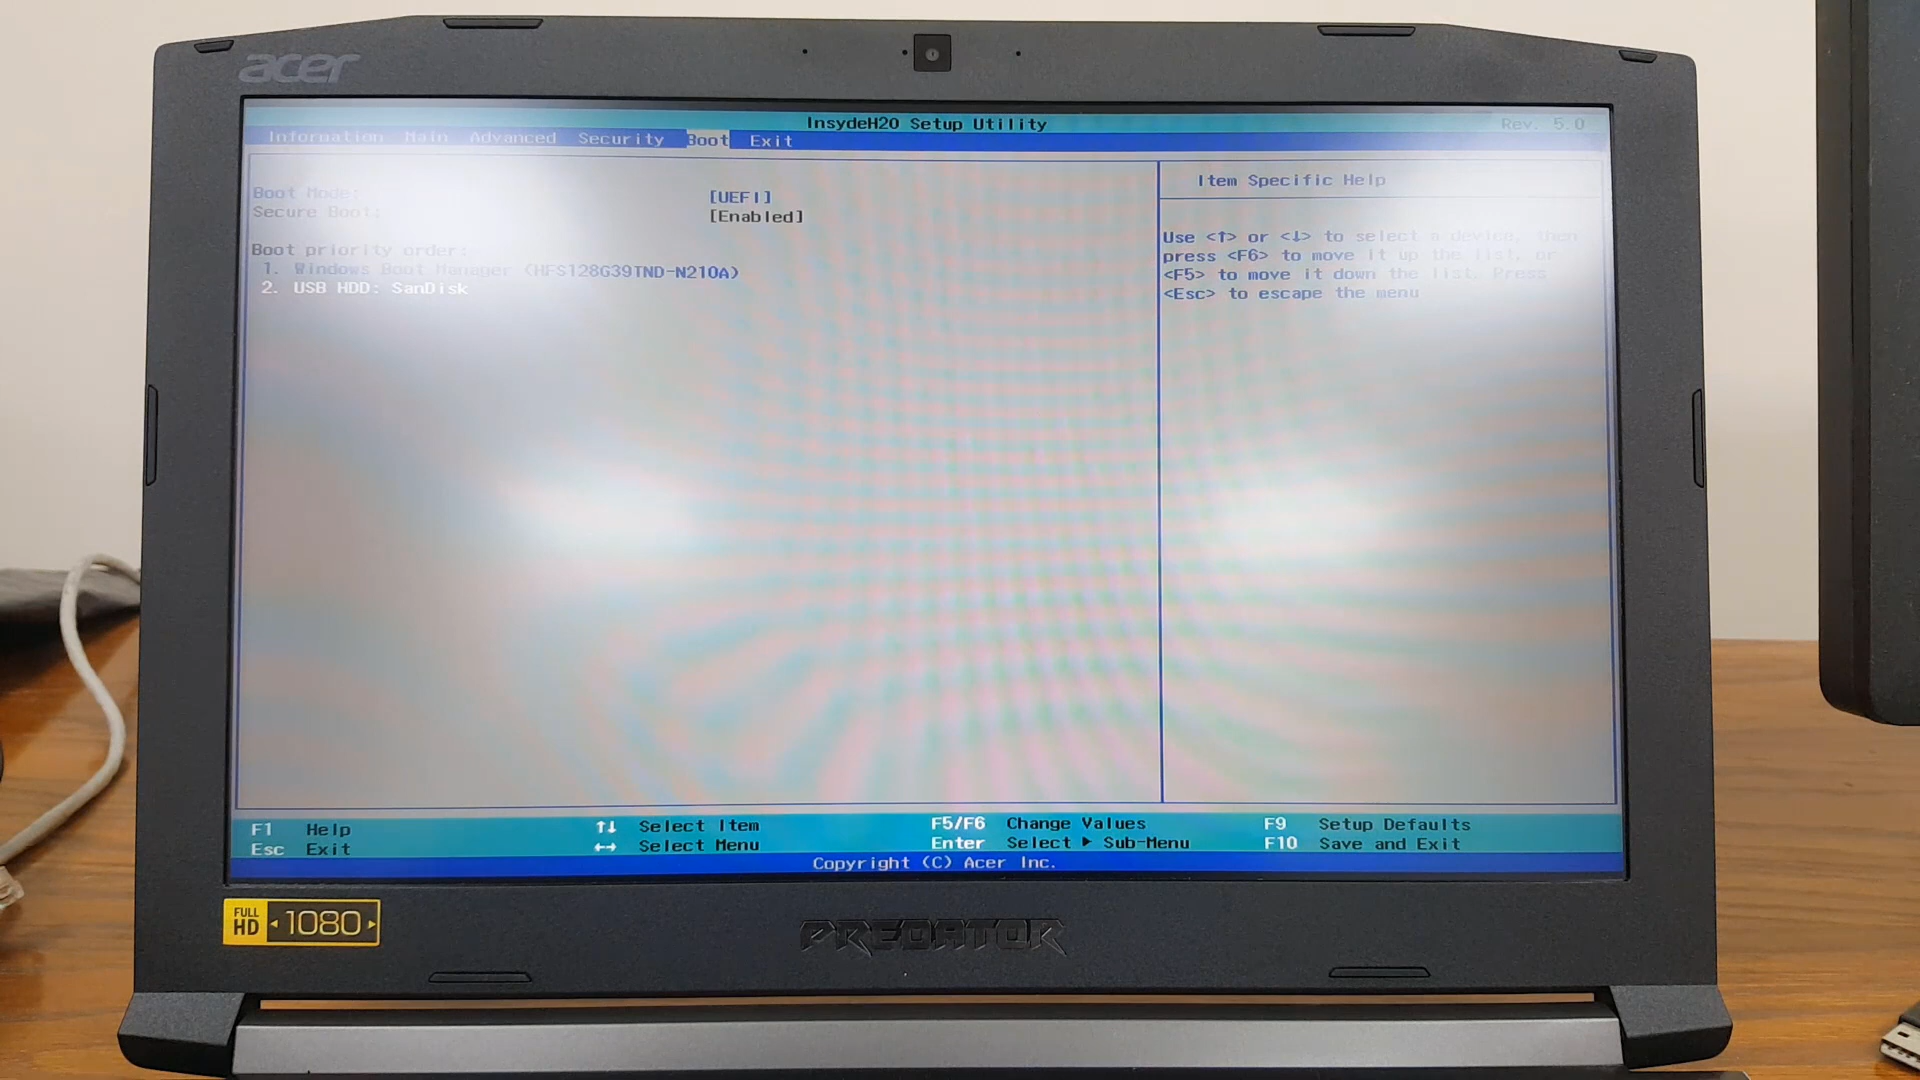 acer
InsydeH20 Setup Utility
Rev. 5.0
Information Main Advanced Security Boot Exit
Boot Mode: [UEFI]
Secure Boot: [Enabled]
Boot priority order:
1. Windows Boot Manager (HFS128G39TND-N210A)
2. USB HDD: SanDisk
Item Specific Help
Use <↑> or <↓> to select a device, then
press <F6> to move it up the list, or
<F5> to move it down the list. Press
<Esc> to escape the menu
F1 Help ↑↓ Select Item F5/F6 Change Values F9 Setup Defaults
Esc Exit ←→ Select Menu Enter Select ▶ Sub-Menu F10 Save and Exit
Copyright (C) Acer Inc.
FULL HD 1080
PREDATOR